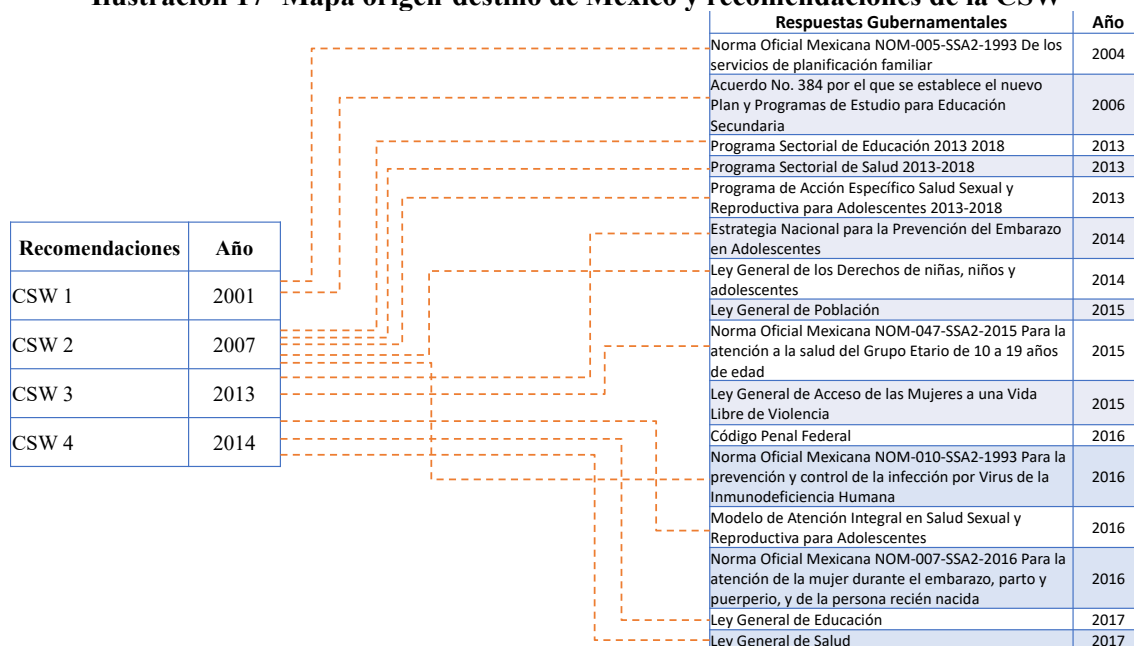 Ilustración 17 Mapa origen-destino de México y recomendaciones de la CSW
Respuestas Gubernamentales Año
Norma Oficial Mexicana NOM-005-SSA2-1993 De los
servicios de planificación familiar
2004
Acuerdo No. 384 por el que se establece el nuevo
Plan y Programas de Estudio para Educación
Secundaria
2006
Programa Sectorial de Educación 2013 2018 2013
Programa Sectorial de Salud 2013-2018 2013
Programa de Acción Específico Salud Sexual y
Reproductiva para Adolescentes 2013-2018
2013
Estrategia Nacional para la Prevención del Embarazo
en Adolescentes
2014
Ley General de los Derechos de niñas, niños y
adolescentes
2014
Ley General de Población 2015
Norma Oficial Mexicana NOM-047-SSA2-2015 Para la
atención a la salud del Grupo Etario de 10 a 19 años
de edad
2015
Ley General de Acceso de las Mujeres a una Vida
Libre de Violencia
2015
Código Penal Federal 2016
Norma Oficial Mexicana NOM-010-SSA2-1993 Para la
prevención y control de la infección por Virus de la
Inmunodeficiencia Humana
2016
Modelo de Atención Integral en Salud Sexual y
Reproductiva para Adolescentes
2016
Norma Oficial Mexicana NOM-007-SSA2-2016 Para la
atención de la mujer durante el embarazo, parto y
puerperio, y de la persona recién nacida
2016
Ley General de Educación 2017
Ley General de Salud 2017
Recomendaciones Año
CSW 1 2001
CSW 2 2007
CSW 3 2013
CSW 4 2014